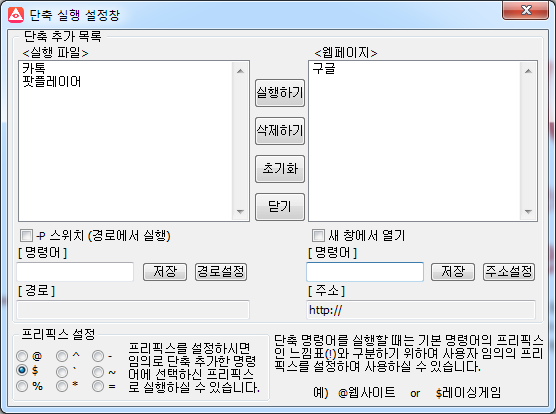 단축 실행 설정창
단축 추가 목록
<실행 파일>
카톡
팟플레이어
<웹페이지>
구글
실행하기
삭제하기
초기화
닫기
-P 스위치 (경로에서 실행)
[ 명령어 ]
저장
경로설정
[ 경로 ]
새 창에서 열기
[ 명령어 ]
저장
주소설정
[ 주소 ]
http://
프리픽스 설정
@ ^ -
$ ` ~
% * =
프리픽스를 설정하시면
임의로 단축 추가한 명령
어에 선택하신 프리픽스
로 실행하실 수 있습니다.
단축 명령어를 실행할 때는 기본 명령어의 프리픽스
인 느낌표(!)와 구분하기 위하여 사용자 임의의 프리
픽스를 설정하여 사용하실 수 있습니다.
예) @웹사이트 or $레이싱게임